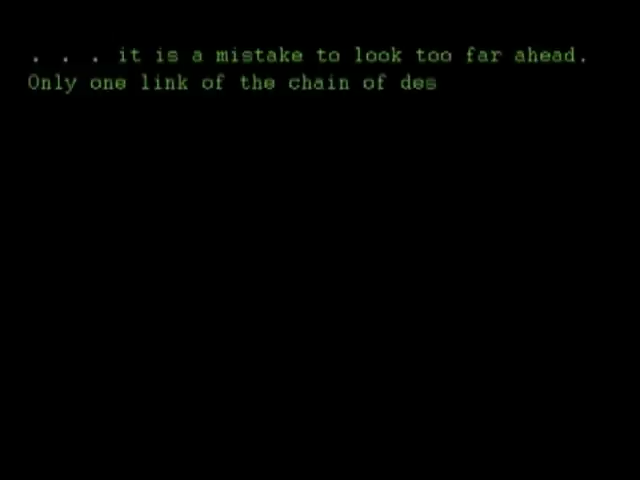 . . . it is a mistake to look too far ahead.
Only one link of the chain of des